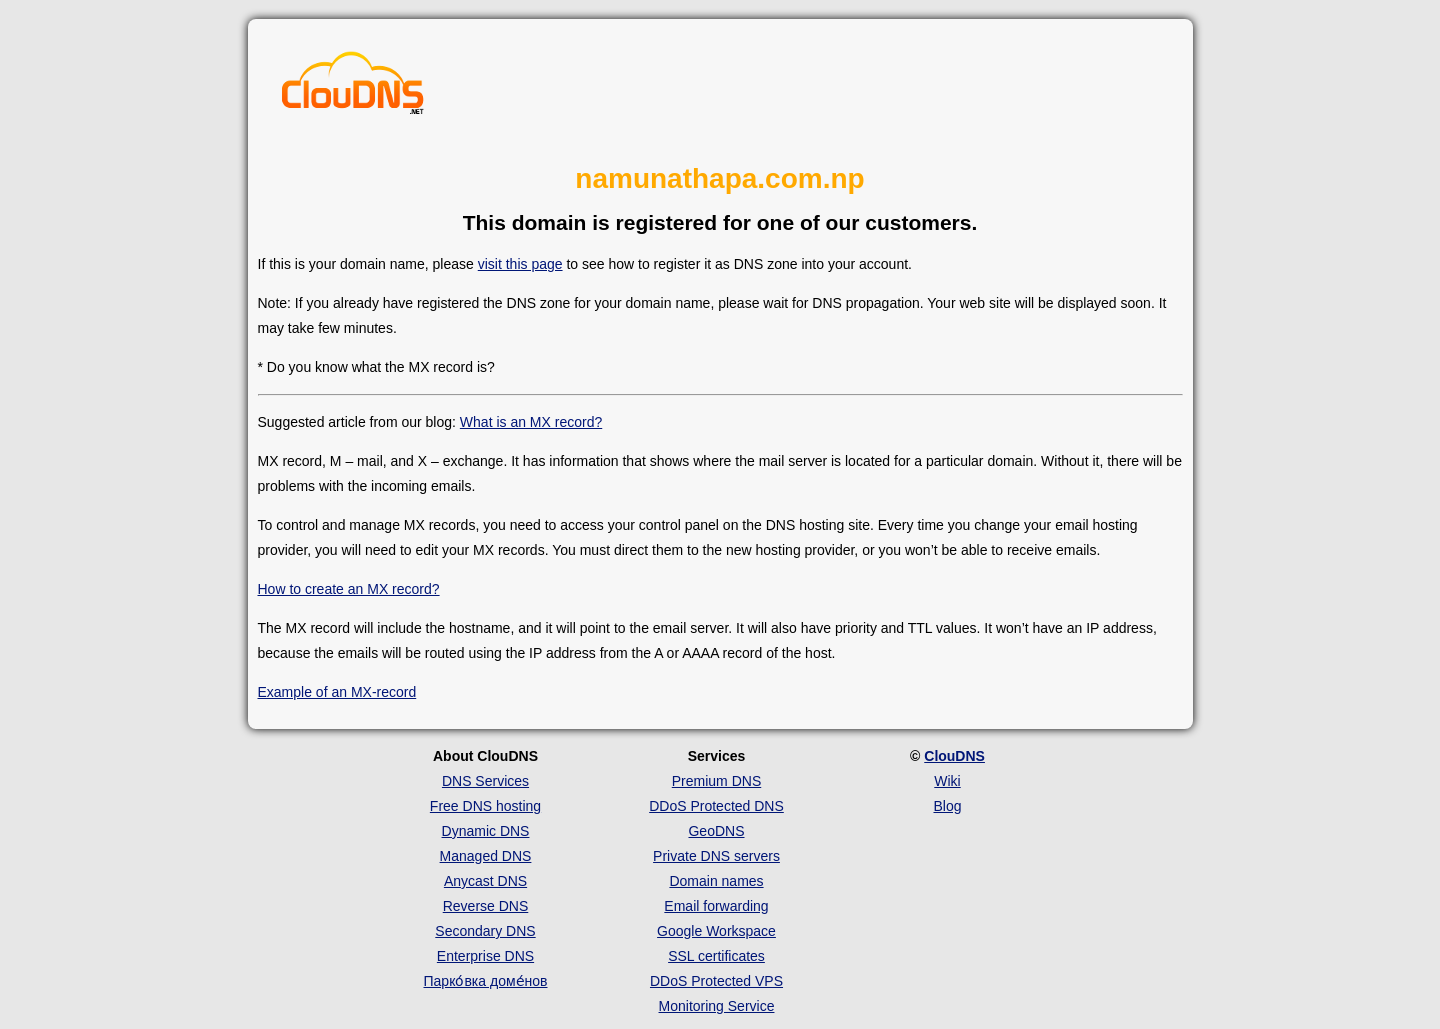 ClouDNS
.NET
namunathapa.com.np
This domain is registered for one of our customers.
If this is your domain name, please visit this page to see how to register it as DNS zone into your account.
Note: If you already have registered the DNS zone for your domain name, please wait for DNS propagation. Your web site will be displayed soon. It
may take few minutes.
* Do you know what the MX record is?
Suggested article from our blog: What is an MX record?
MX record, M – mail, and X – exchange. It has information that shows where the mail server is located for a particular domain. Without it, there will be
problems with the incoming emails.
To control and manage MX records, you need to access your control panel on the DNS hosting site. Every time you change your email hosting
provider, you will need to edit your MX records. You must direct them to the new hosting provider, or you won’t be able to receive emails.
How to create an MX record?
The MX record will include the hostname, and it will point to the email server. It will also have priority and TTL values. It won’t have an IP address,
because the emails will be routed using the IP address from the A or AAAA record of the host.
Example of an MX-record
About ClouDNS
DNS Services
Free DNS hosting
Dynamic DNS
Managed DNS
Anycast DNS
Reverse DNS
Secondary DNS
Enterprise DNS
Парко́вка доме́нов
Services
Premium DNS
DDoS Protected DNS
GeoDNS
Private DNS servers
Domain names
Email forwarding
Google Workspace
SSL certificates
DDoS Protected VPS
Monitoring Service
© ClouDNS
Wiki
Blog